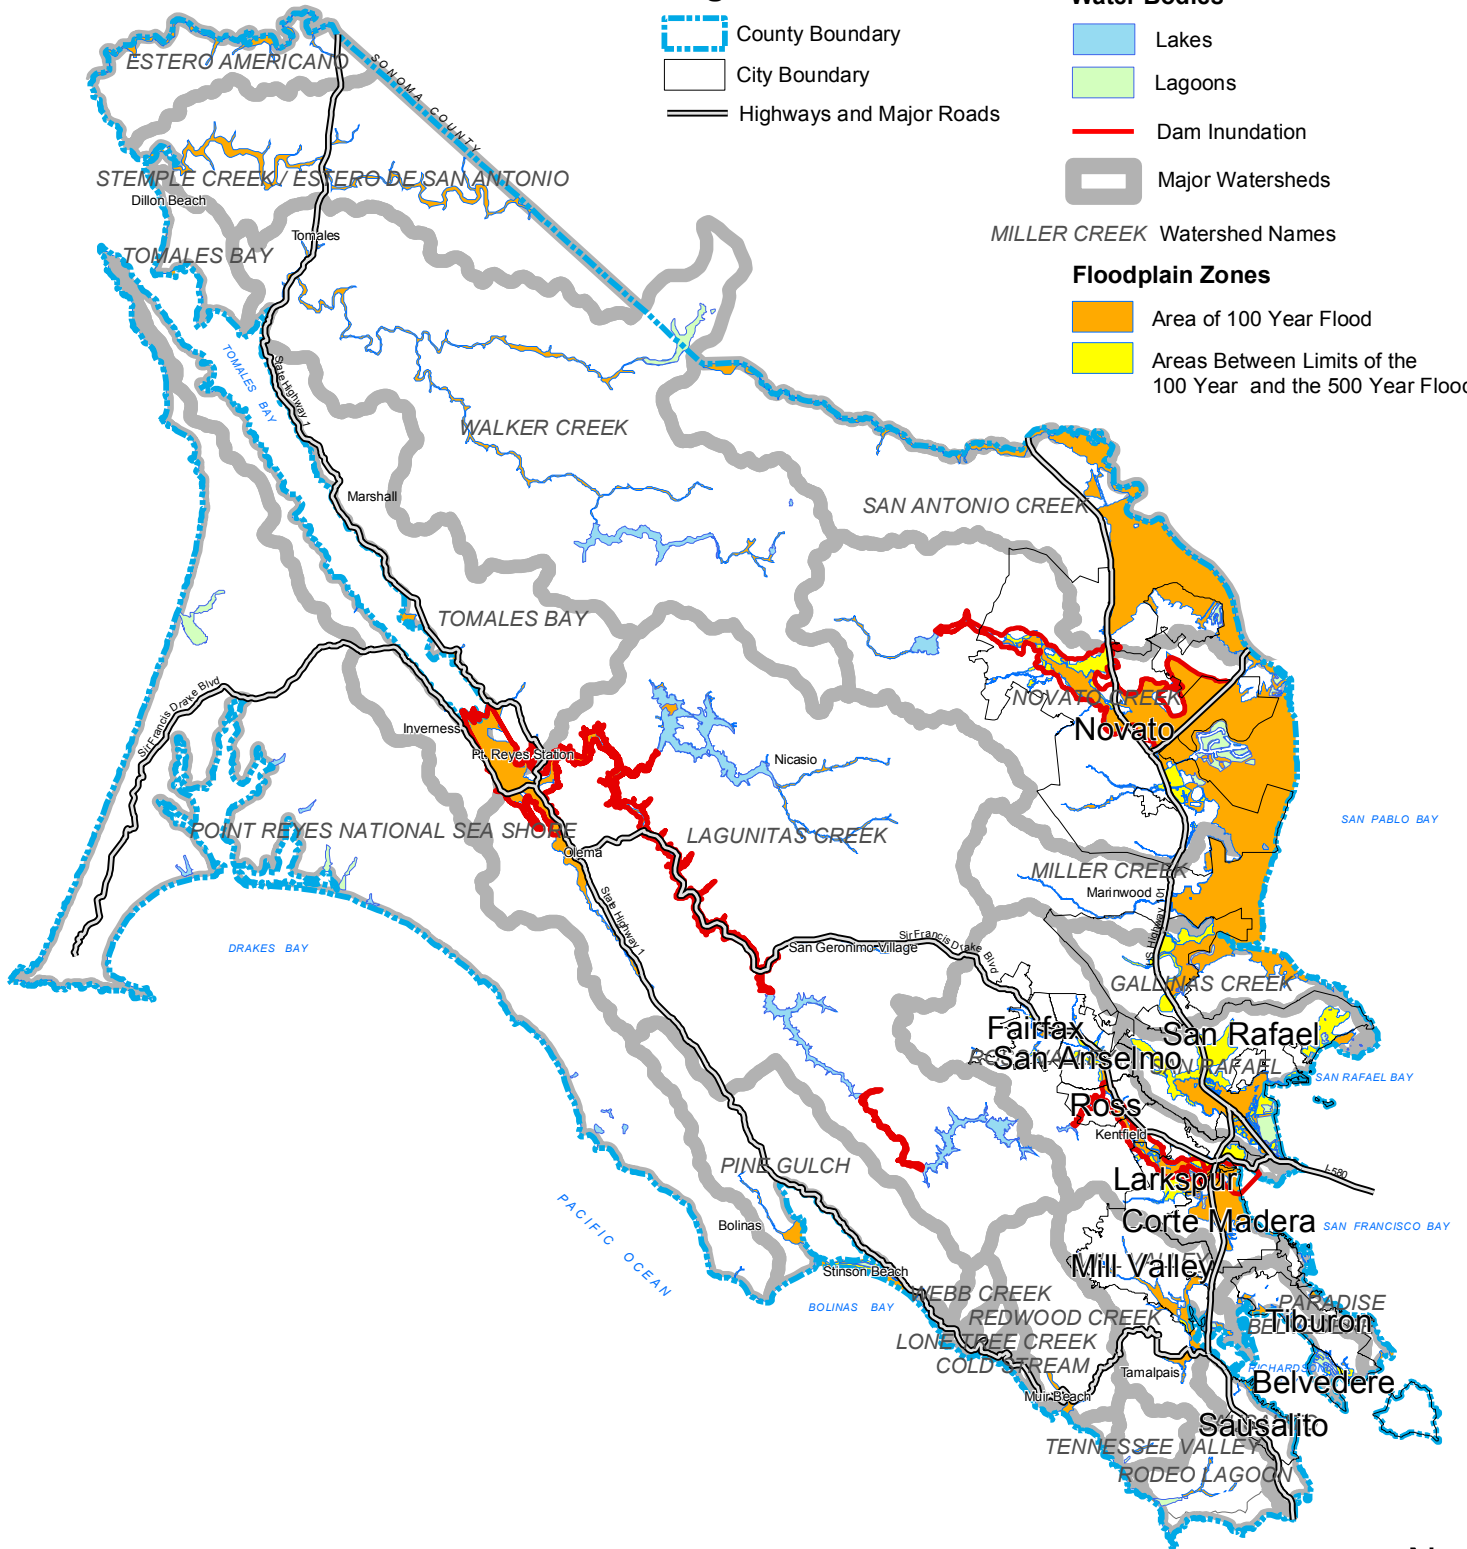 County Boundary
City Boundary
Highways and Major Roads
Lakes
Lagoons
Dam Inundation
Major Watersheds
MILLER CREEK Watershed Names
Floodplain Zones
Area of 100 Year Flood
Areas Between Limits of the
100 Year and the 500 Year Flood
ESTERO AMERICANO
SONOMA COUNTY
STEMPLE CREEK / ESTERO DE SAN ANTONIO
Dillon Beach
Tomales
TOMALES BAY
TOMALES BAY
State Highway 1
WALKER CREEK
Marshall
SAN ANTONIO CREEK
TOMALES BAY
Sir Francis Drake Blvd
NOVATO CREEK
Novato
Inverness
Pt. Reyes Station
Nicasio
SAN PABLO BAY
POINT REYES NATIONAL SEA SHORE
LAGUNITAS CREEK
Olema
MILLER CREEK
Marinwood
State Highway 1
US Highway 101
DRAKES BAY
San Geronimo Village
Sir Francis Drake Blvd
GALLINAS CREEK
Fairfax
San Rafael
San Anselmo
SAN RAFAEL
SAN RAFAEL BAY
Ross
Kentfield
PINE GULCH
I-580
Larkspur
PACIFIC OCEAN
Bolinas
Corte Madera
SAN FRANCISCO BAY
Mill Valley
Stinson Beach
WEBB CREEK
BOLINAS BAY
PARADISE
REDWOOD CREEK
Tiburon
LONE TREE CREEK
COLD STREAM
Tamalpais
Belvedere
Muir Beach
Sausalito
TENNESSEE VALLEY
RODEO LAGOON